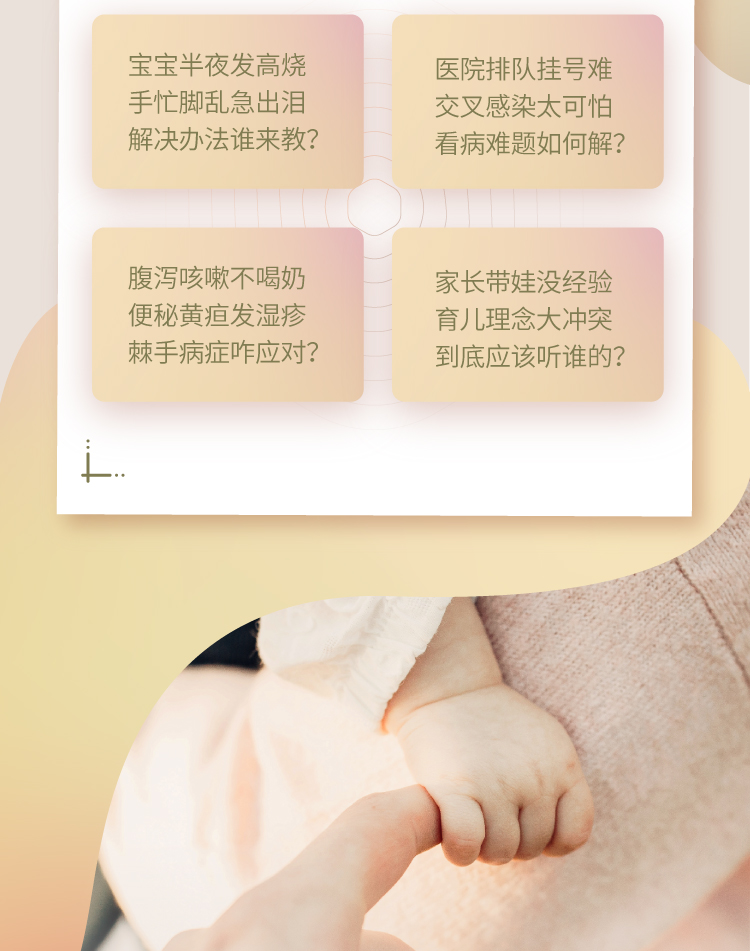 宝宝半夜发高烧
手忙脚乱急出泪
解决办法谁来教?
医院排队挂号难
交叉感染太可怕
看病难题如何解?
腹泻咳嗽不喝奶
便秘黄疸发湿疹
棘手病症咋应对?
家长带娃没经验
育儿理念大冲突
到底应该听谁的?